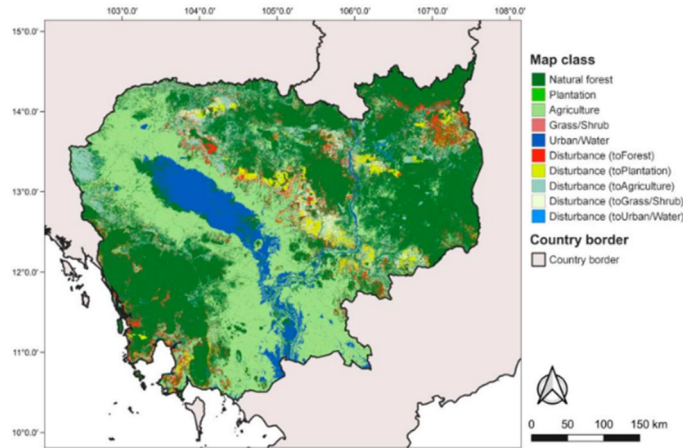 103°0.0' 104°0.0' 105°0.0' 106°0.0' 107°0.0' 108°0.0'
15°0.0'
14°0.0'
13°0.0'
12°0.0'
11°0.0'
10°0.0'
Map class
Natural forest
Plantation
Agriculture
Grass/Shrub
Urban/Water
Disturbance (toForest)
Disturbance (toPlantation)
Disturbance (toAgriculture)
Disturbance (toGrass/Shrub)
Disturbance (toUrban/Water)
Country border
Country border
0 50 100 150 km